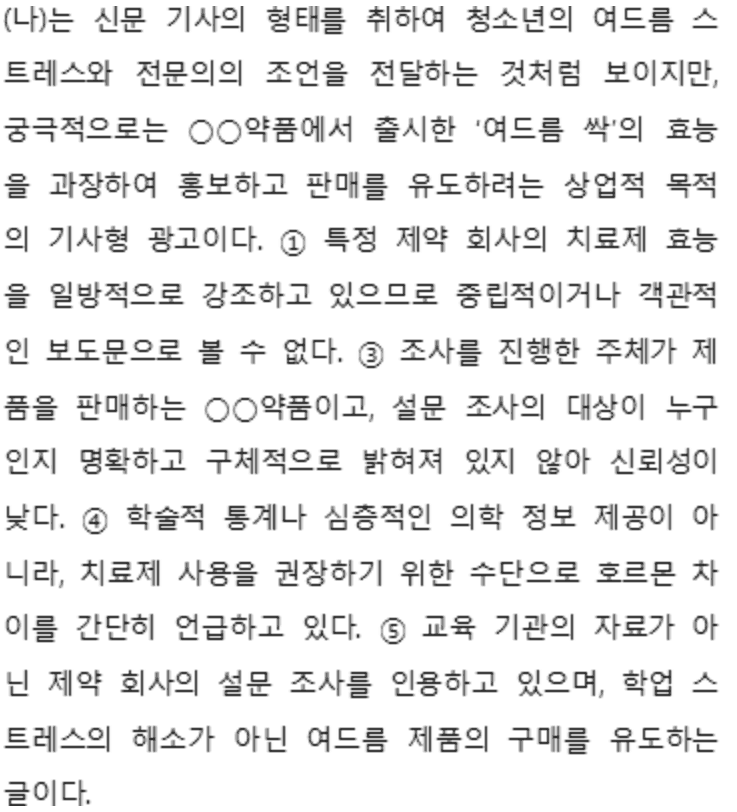 (나)는 신문 기사의 형태를 취하여 청소년의 여드름 스
트레스와 전문의의 조언을 전달하는 것처럼 보이지만,
궁극적으로는 ○○약품에서 출시한 '여드름 싹'의 효능
을 과장하여 홍보하고 판매를 유도하려는 상업적 목적
의 기사형 광고이다. ① 특정 제약 회사의 치료제 효능
을 일방적으로 강조하고 있으므로 중립적이거나 객관적
인 보도문으로 볼 수 없다. ③ 조사를 진행한 주체가 제
품을 판매하는 ○○약품이고, 설문 조사의 대상이 누구
인지 명확하고 구체적으로 밝혀져 있지 않아 신뢰성이
낮다. ④ 학술적 통계나 심층적인 의학 정보 제공이 아
니라, 치료제 사용을 권장하기 위한 수단으로 호르몬 차
이를 간단히 언급하고 있다. ⑤ 교육 기관의 자료가 아
닌 제약 회사의 설문 조사를 인용하고 있으며, 학업 스
트레스의 해소가 아닌 여드름 제품의 구매를 유도하는
글이다.